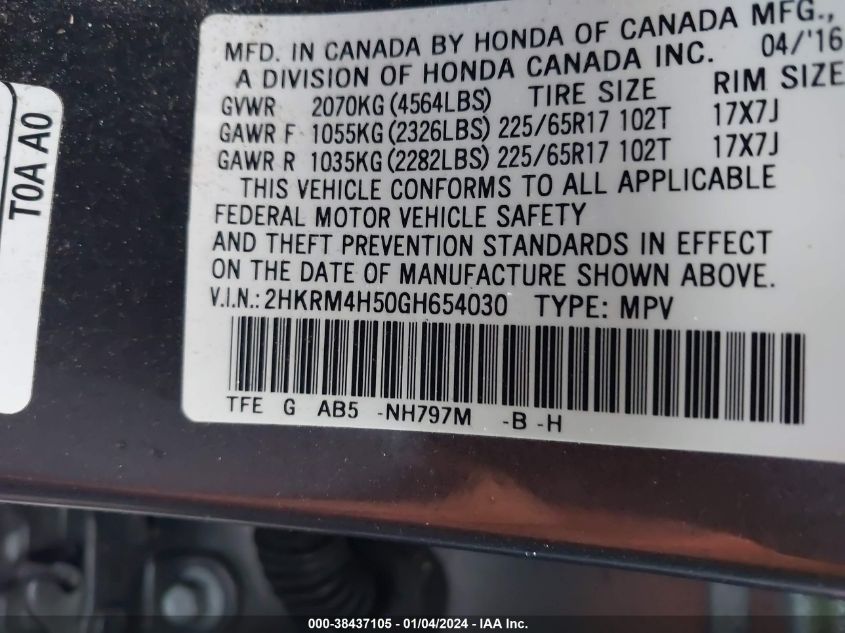 MFD. IN CANADA BY HONDA OF CANADA MFG.,
A DIVISION OF HONDA CANADA INC. 04/'16
GVWR 2070KG (4564LBS) TIRE SIZE RIM SIZE
GAWR F 1055KG (2326LBS) 225/65R17 102T 17X7J
GAWR R 1035KG (2282LBS) 225/65R17 102T 17X7J
THIS VEHICLE CONFORMS TO ALL APPLICABLE
FEDERAL MOTOR VEHICLE SAFETY
AND THEFT PREVENTION STANDARDS IN EFFECT
ON THE DATE OF MANUFACTURE SHOWN ABOVE.
V.I.N.: 2HKRM4H50GH654030 TYPE: MPV
TFE G AB5 -NH797M -B -H
T0A A0
000-38437105 - 01/04/2024 - IAA Inc.